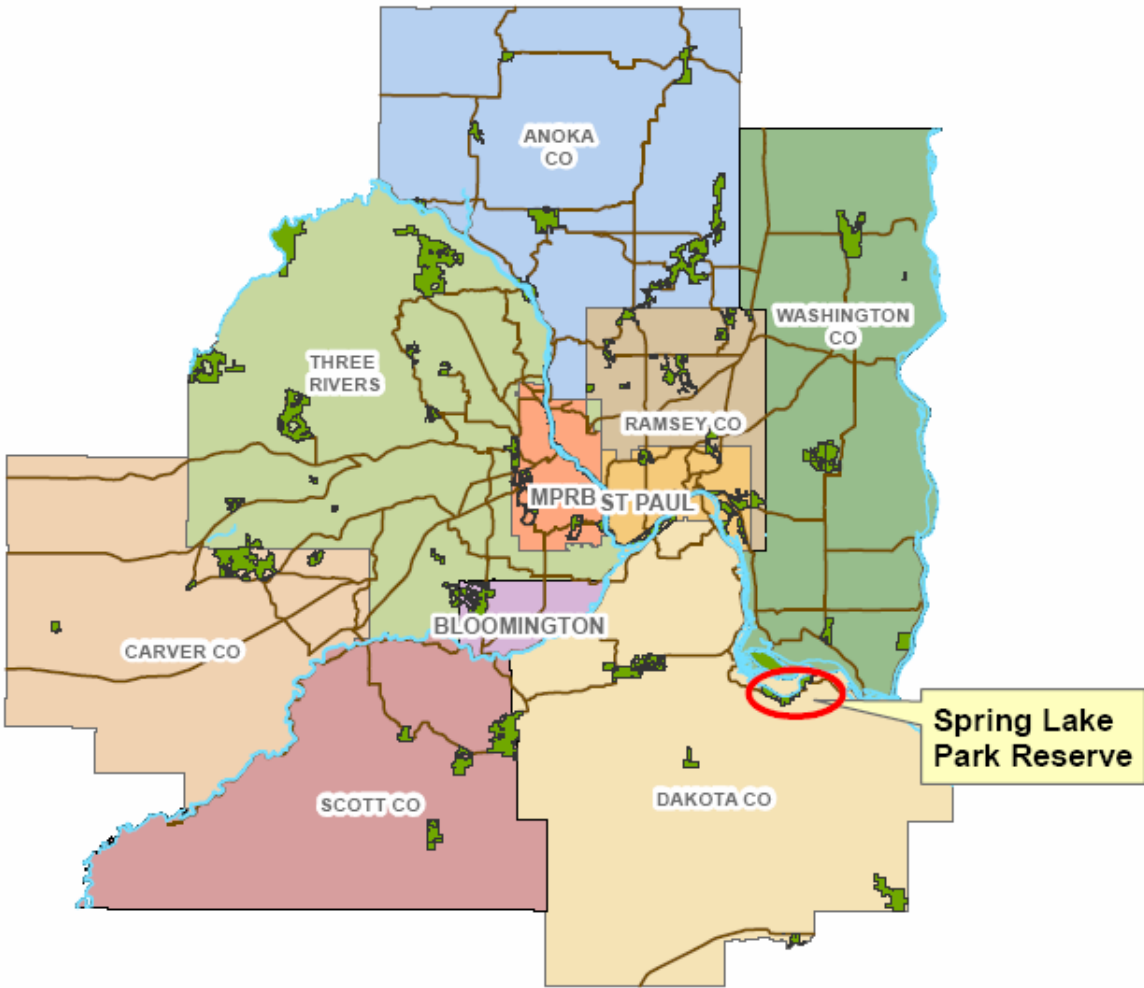 ANOKA
CO
WASHINGTON
CO
THREE
RIVERS
RAMSEY CO
MPRB
ST PAUL
BLOOMINGTON
CARVER CO
Spring Lake
Park Reserve
SCOTT CO
DAKOTA CO